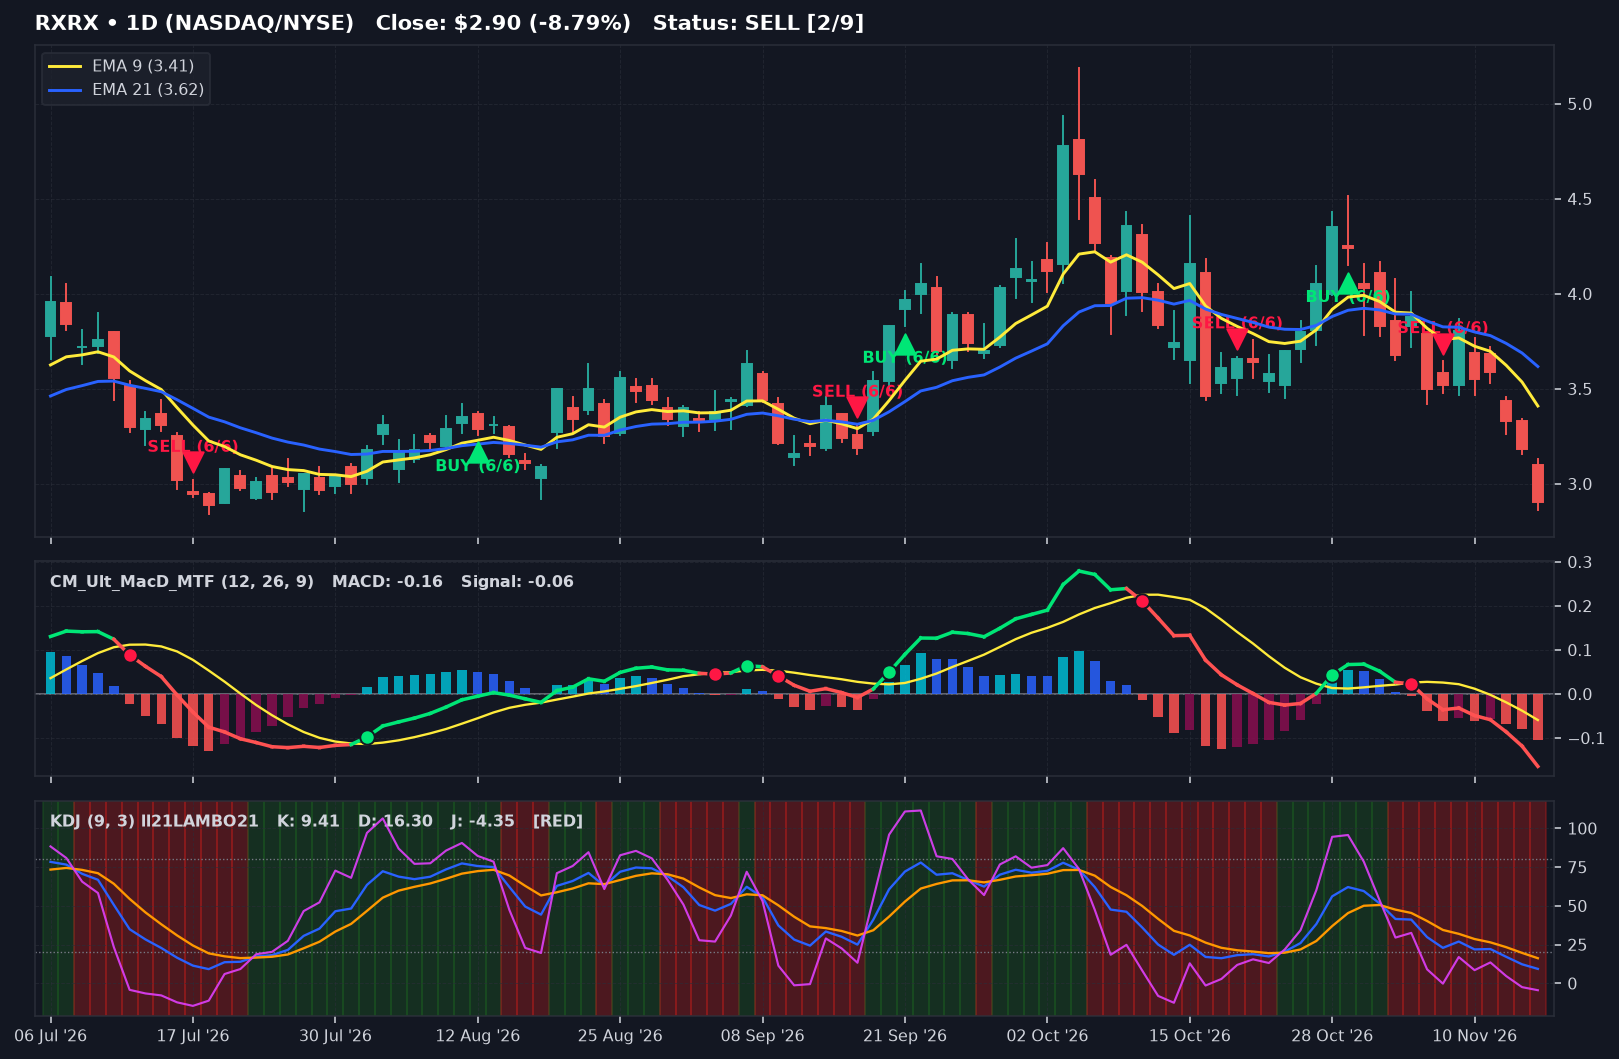 RXRX • 1D (NASDAQ/NYSE)   Close: $2.90 (-8.79%)   Status: SELL [2/9]
EMA 9 (3.41)
EMA 21 (3.62)
5.0
4.5
4.0
3.5
3.0
SELL (6/6)
BUY (6/6)
SELL (6/6)
BUY (6/6)
SELL (6/6)
BUY (6/6)
SELL (6/6)
CM_Ult_MacD_MTF (12, 26, 9)   MACD: -0.16   Signal: -0.06
0.3
0.2
0.1
0.0
−0.1
KDJ (9, 3) II21LAMBO21   K: 9.41   D: 16.30   J: -4.35   [RED]
100
75
50
25
0
06 Jul '26
17 Jul '26
30 Jul '26
12 Aug '26
25 Aug '26
08 Sep '26
21 Sep '26
02 Oct '26
15 Oct '26
28 Oct '26
10 Nov '26